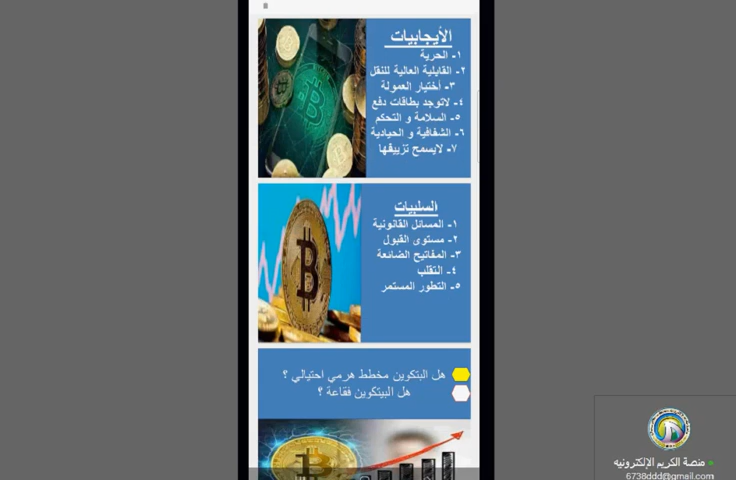 الأيجابيات
١- الحرية
٢- القابلية العالية للنقل
٣- أختيار العمولة
٤- لاتوجد بطاقات دفع
٥- السلامة و التحكم
٦- الشفافية و الحيادية
٧- لايسمح تزييفها
السلبيات
١- المسائل القانونية
٢- مستوى القبول
٣- المفاتيح الضائعة
٤- التقلب
٥- التطور المستمر
هل البتكوين مخطط هرمي احتيالي ؟
هل البيتكوين فقاعة ؟
منصة الكريم الإلكترونيه
6738ddd@gmail.com